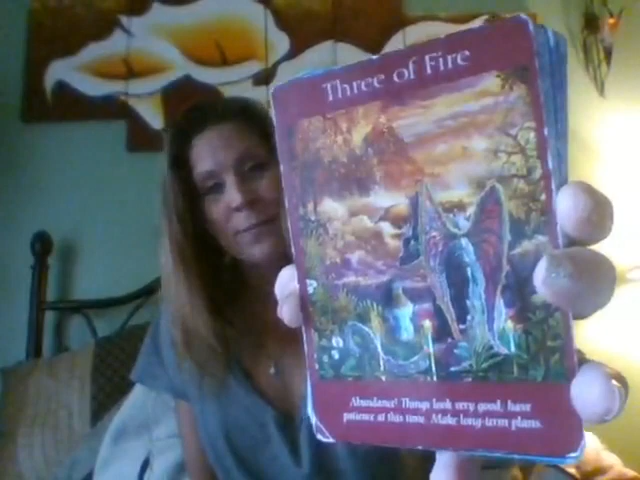 Three of Fire
Abundance! Things look very good, have
patience at this time. Make long-term plans.